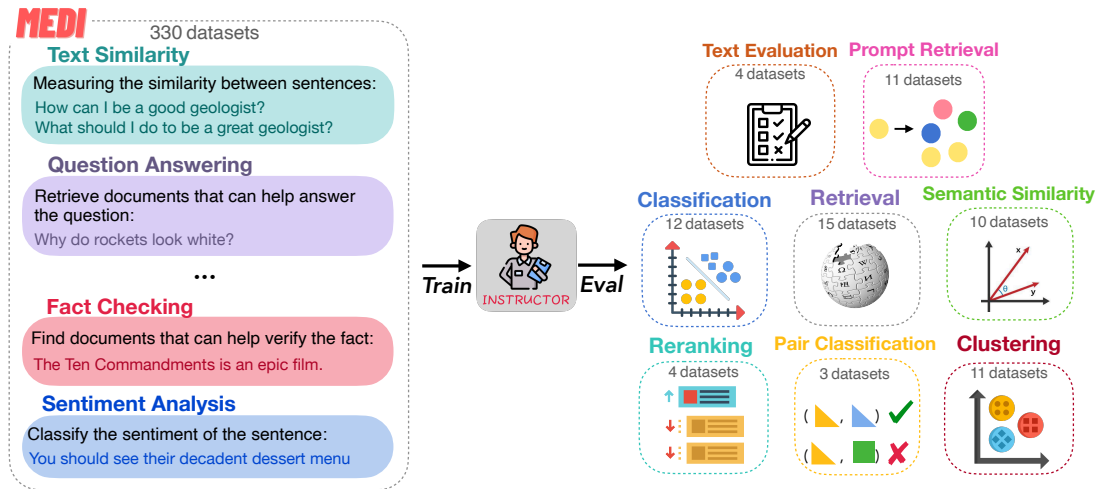 MEDI
330 datasets
Text Similarity
Measuring the similarity between sentences:
How can I be a good geologist?
What should I do to be a great geologist?
Question Answering
Retrieve documents that can help answer
the question:
Why do rockets look white?
...
Fact Checking
Find documents that can help verify the fact:
The Ten Commandments is an epic film.
Sentiment Analysis
Classify the sentiment of the sentence:
You should see their decadent dessert menu
Train
INSTRUCTOR
Eval
Text Evaluation
4 datasets
Prompt Retrieval
11 datasets
Classification
12 datasets
Retrieval
15 datasets
Semantic Similarity
10 datasets
x
θ
y
Reranking
4 datasets
Pair Classification
3 datasets
( , )
( , )
Clustering
11 datasets